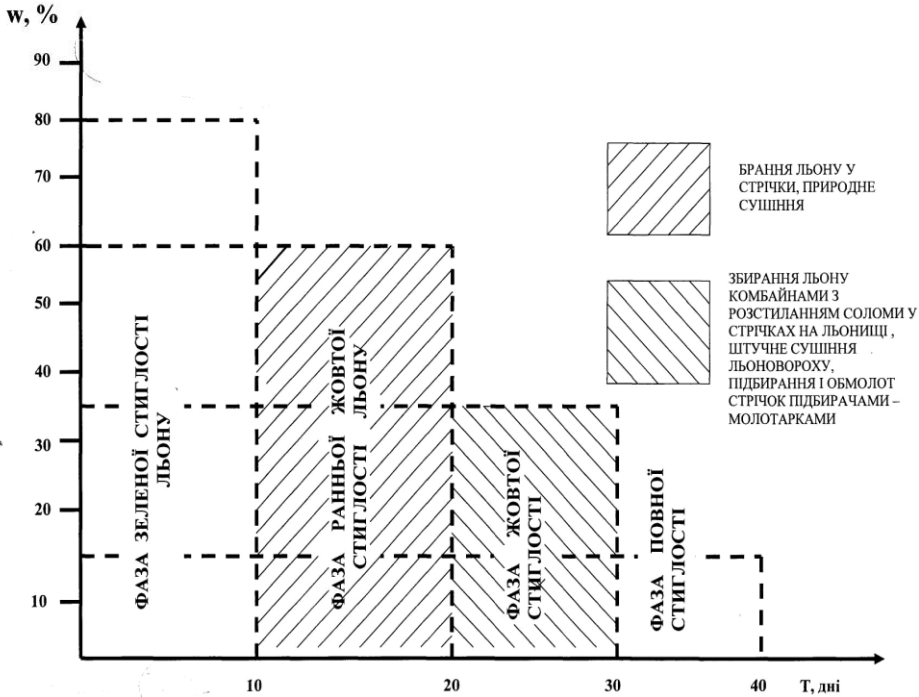 w, %
90
80
70
60
50
40
30
20
10
ФАЗА ЗЕЛЕНОЇ СТИГЛОСТІ
ЛЬОНУ
ФАЗА РАННЬОЇ ЖОВТОЇ
СТИГЛОСТІ ЛЬОНУ
ФАЗА ЖОВТОЇ
СТИГЛОСТІ
ФАЗА ПОВНОЇ
СТИГЛОСТІ
БРАННЯ ЛЬОНУ У
СТРІЧКИ, ПРИРОДНЕ
СУШІННЯ
ЗБИРАННЯ ЛЬОНУ
КОМБАЙНАМИ З
РОЗСТИЛАННЯМ СОЛОМИ У
СТРІЧКАХ НА ЛЬОНИЩІ ,
ШТУЧНЕ СУШІННЯ
ЛЬОНОВОРОХУ,
ПІДБИРАННЯ І ОБМОЛОТ
СТРІЧОК ПІДБИРАЧАМИ –
МОЛОТАРКАМИ
10
20
30
40
Т, дні